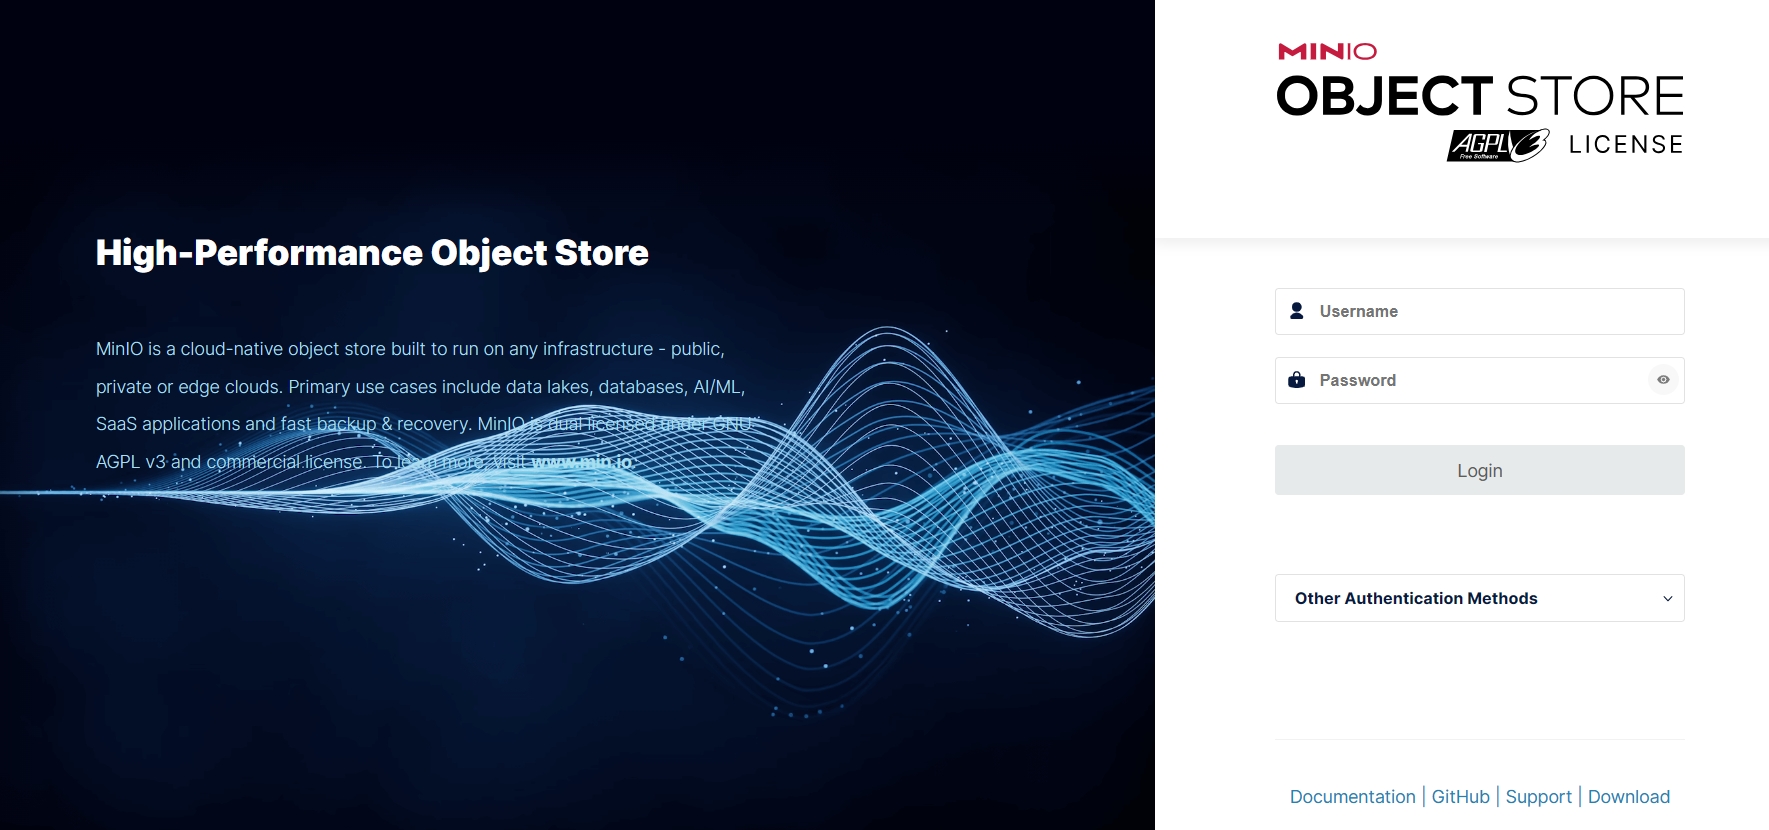 High-Performance Object Store
MinIO is a cloud-native object store built to run on any infrastructure - public,
private or edge clouds. Primary use cases include data lakes, databases, AI/ML,
SaaS applications and fast backup & recovery. MinIO is dual licensed under GNU
AGPL v3 and commercial license. To learn more, visit www.min.io.
MINIO
OBJECT STORE
AGPL v3 LICENSE
Free Software
Username
Password
Login
Other Authentication Methods
Documentation | GitHub | Support | Download